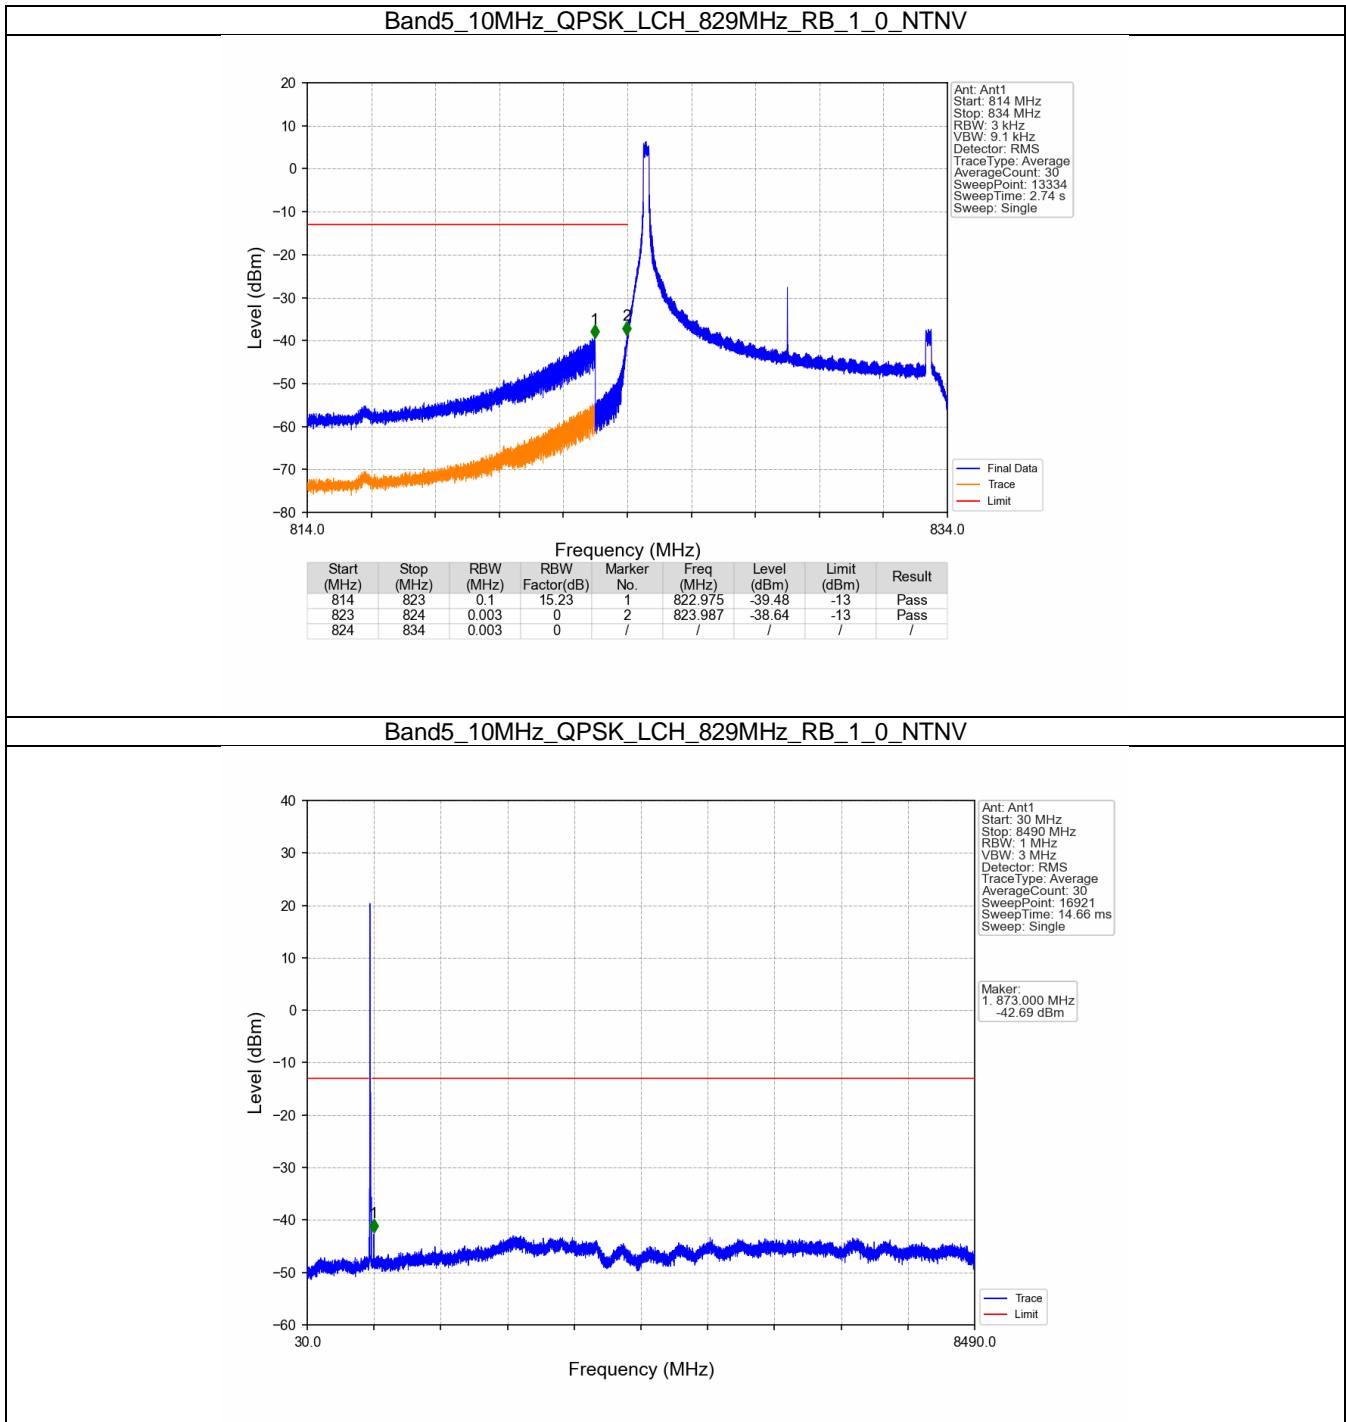 Band5_10MHz_QPSK_LCH_829MHz_RB_1_0_NTNV
20
10
0
−10
−20
−30
−40
−50
−60
−70
−80
Level (dBm)
1
2
814.0
834.0
Frequency (MHz)
Ant: Ant1
Start: 814 MHz
Stop: 834 MHz
RBW: 3 kHz
VBW: 9.1 kHz
Detector: RMS
TraceType: Average
AverageCount: 30
SweepPoint: 13334
SweepTime: 2.74 s
Sweep: Single
Final Data
Trace
Limit
Start (MHz) Stop (MHz) RBW (MHz) RBW Factor(dB) Marker No. Freq (MHz) Level (dBm) Limit (dBm) Result
814 823 0.1 15.23 1 822.975 -39.48 -13 Pass
823 824 0.003 0 2 823.987 -38.64 -13 Pass
824 834 0.003 0 / / / / /
Band5_10MHz_QPSK_LCH_829MHz_RB_1_0_NTNV
40
30
20
10
0
−10
−20
−30
−40
−50
−60
Level (dBm)
1
30.0
8490.0
Frequency (MHz)
Ant: Ant1
Start: 30 MHz
Stop: 8490 MHz
RBW: 1 MHz
VBW: 3 MHz
Detector: RMS
TraceType: Average
AverageCount: 30
SweepPoint: 16921
SweepTime: 14.66 ms
Sweep: Single
Maker:
1. 873.000 MHz
-42.69 dBm
Trace
Limit